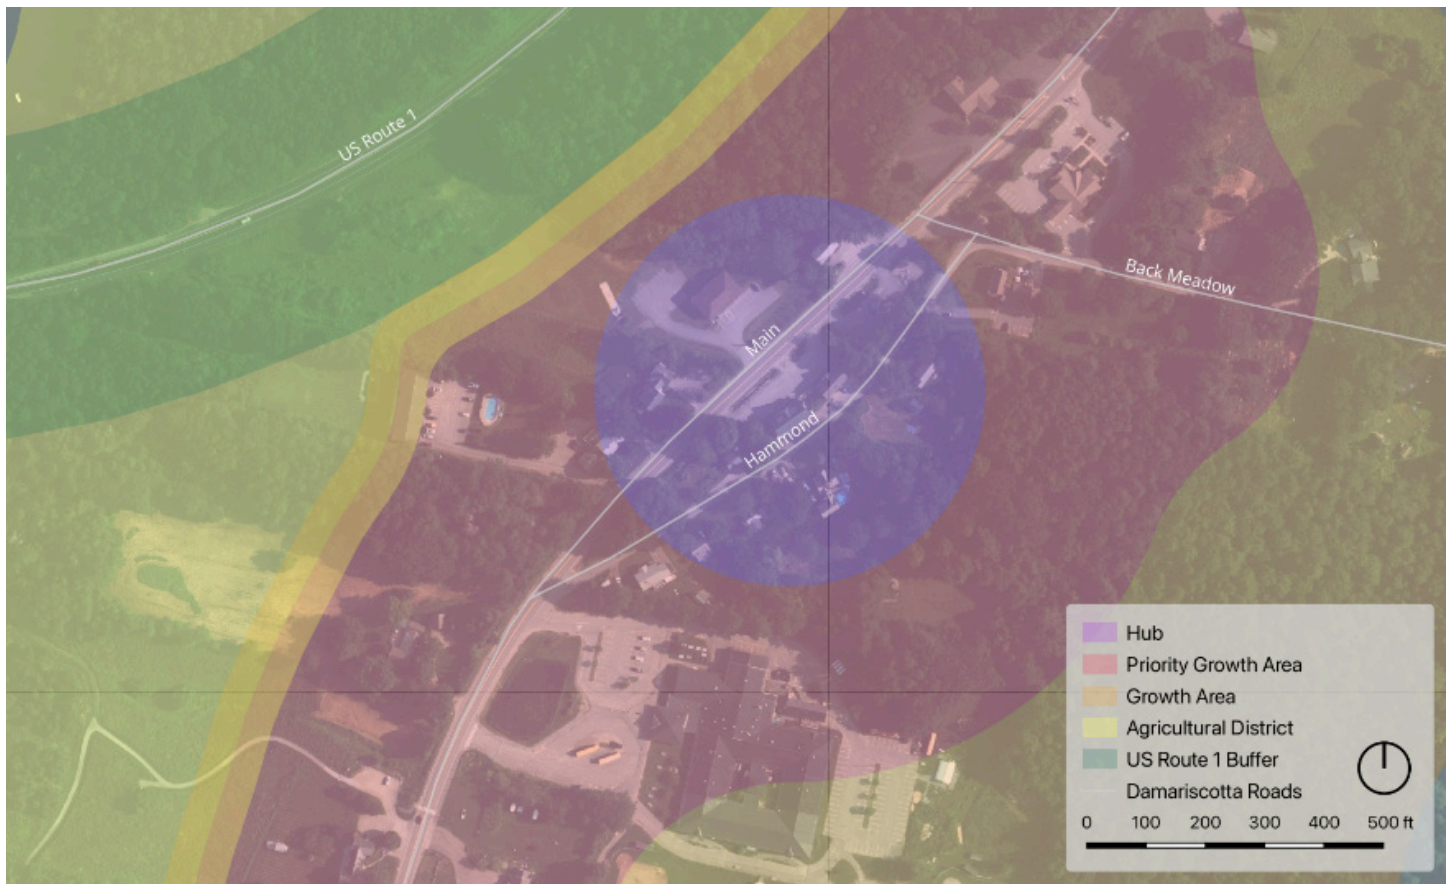 US Route 1
Back Meadow
Main
Hammond
Hub
Priority Growth Area
Growth Area
Agricultural District
US Route 1 Buffer
Damariscotta Roads
0 100 200 300 400 500 ft